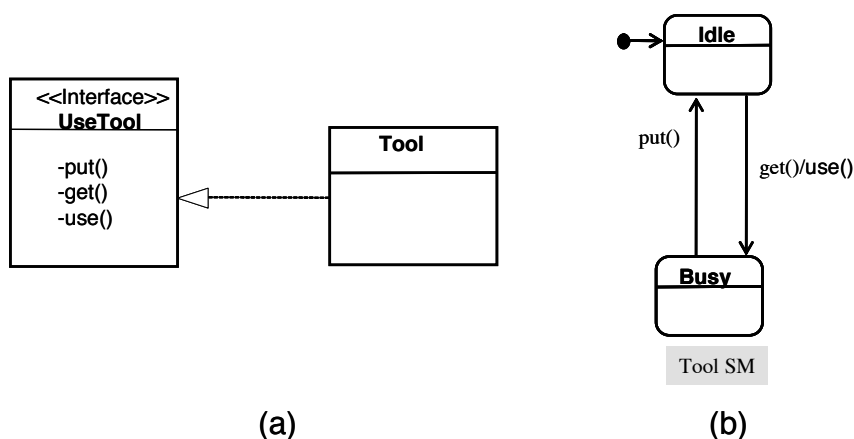 <<Interface>>
UseTool
-put()
-get()
-use()
Tool
(a)
Idle
put()
get()/use()
Busy
Tool SM
(b)